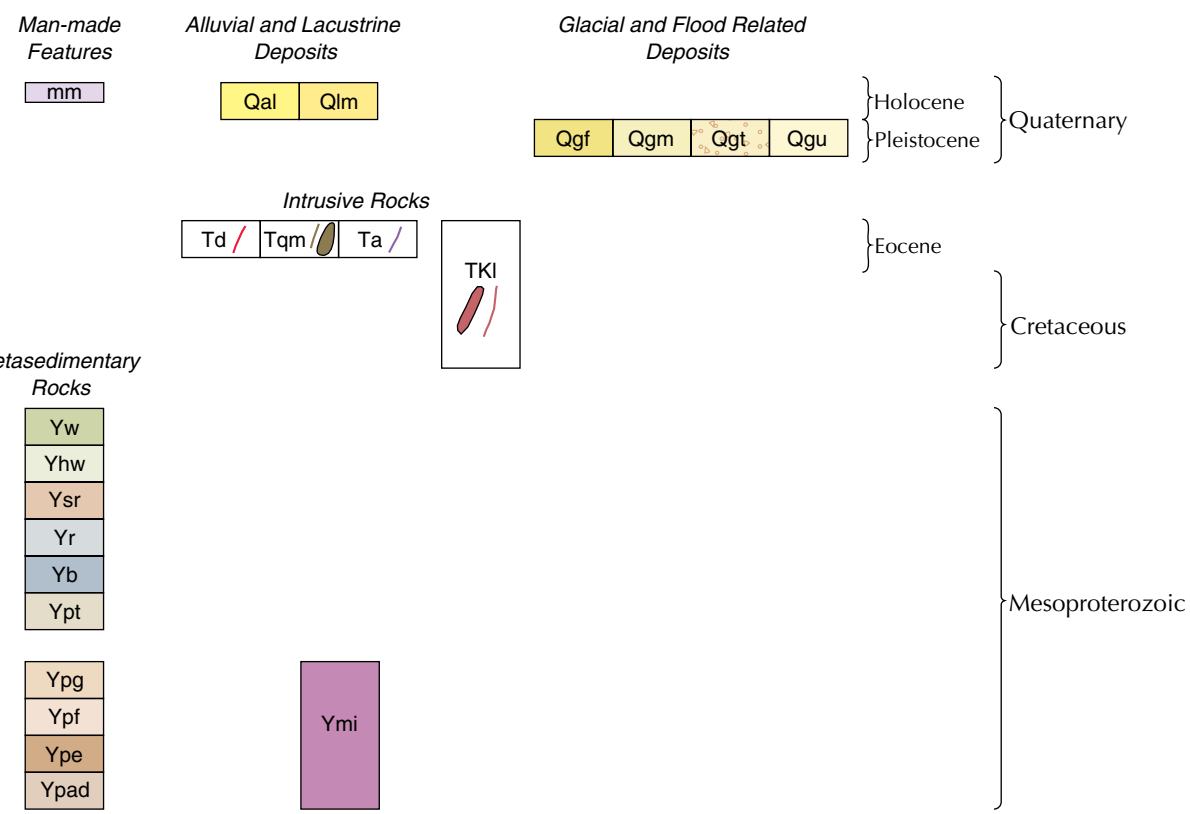 Man-made
Features
Alluvial and Lacustrine
Deposits
Glacial and Flood Related
Deposits
mm
Qal Qlm
Holocene
Quaternary
Qgf Qgm Qgt Qgu
Pleistocene
Intrusive Rocks
Td Tqm Ta
Eocene
TKl
Cretaceous
etasedimentary
Rocks
Yw
Yhw
Ysr
Yr
Yb
Ypt
Mesoproterozoic
Ypg
Ypf
Ymi
Ype
Ypad